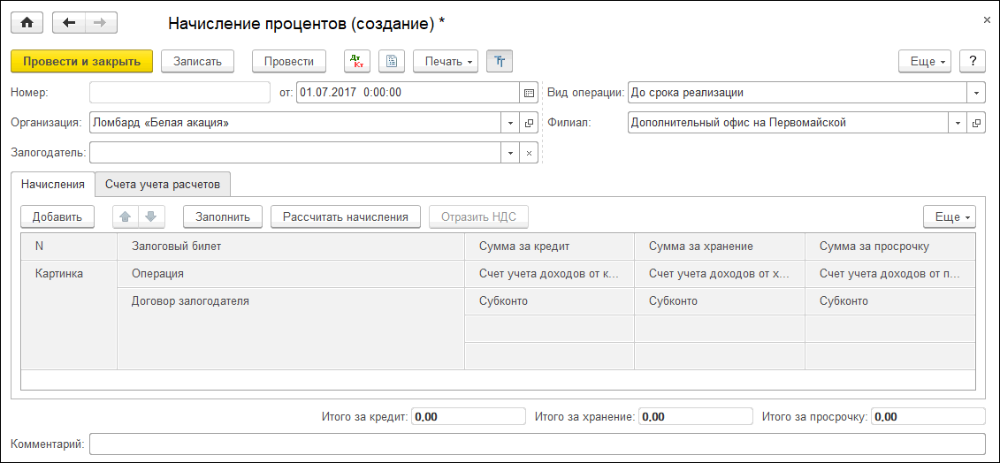 Начисление процентов (создание) *
Провести и закрыть Записать Провести Дт Кт Печать Еще ?
Номер: от: 01.07.2017 0:00:00 Вид операции: До срока реализации
Организация: Ломбард «Белая акация» Филиал: Дополнительный офис на Первомайской
Залогодатель:
Начисления Счета учета расчетов
Добавить Заполнить Рассчитать начисления Отразить НДС Еще
N Залоговый билет Сумма за кредит Сумма за хранение Сумма за просрочку
Картинка Операция Счет учета доходов от к... Счет учета доходов от х... Счет учета доходов от п...
Договор залогодателя Субконто Субконто Субконто
Итого за кредит: 0,00 Итого за хранение: 0,00 Итого за просрочку: 0,00
Комментарий: